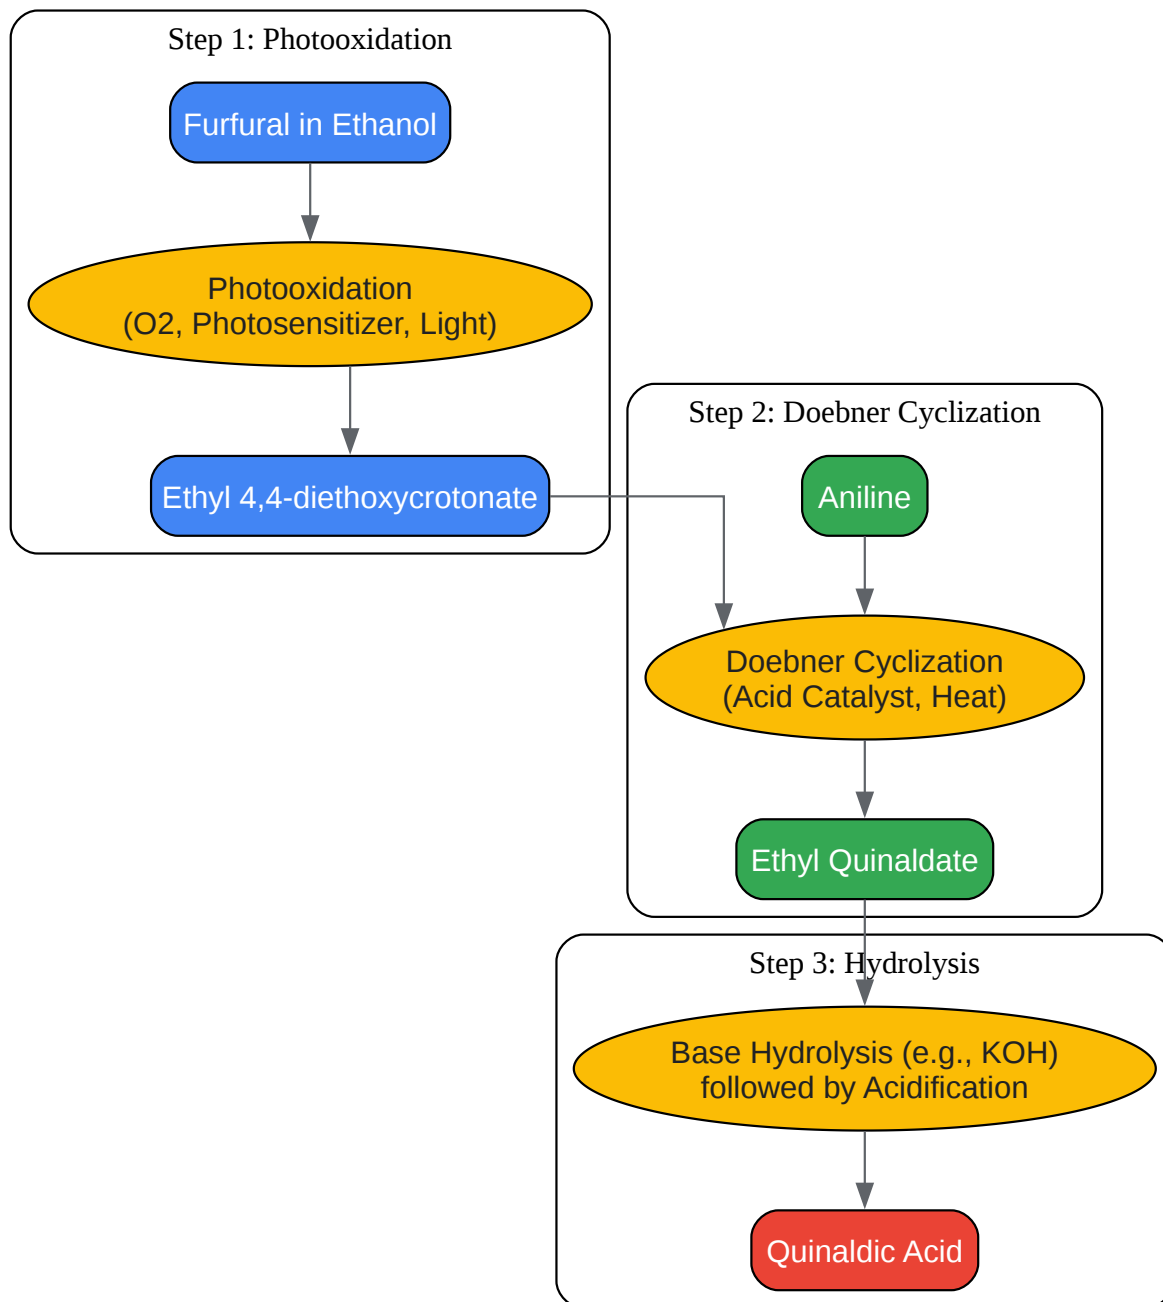 Step 1: Photooxidation
Furfural in Ethanol
Photooxidation
(O2, Photosensitizer, Light)
Ethyl 4,4-diethoxycrotonate
Step 2: Doebner Cyclization
Aniline
Doebner Cyclization
(Acid Catalyst, Heat)
Ethyl Quinaldate
Step 3: Hydrolysis
Base Hydrolysis (e.g., KOH)
followed by Acidification
Quinaldic Acid